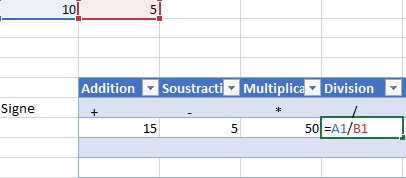 10 5
Addition Soustracti Multiplica Division
Signe + - * /
15 5 50 =A1/B1